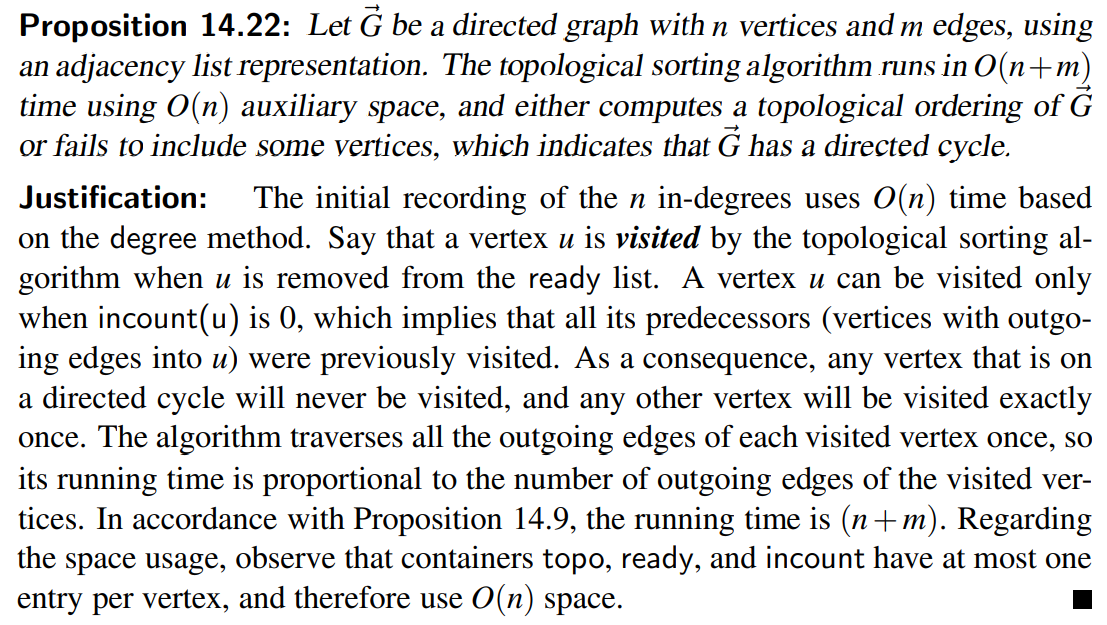 Proposition 14.22: Let G⃗ be a directed graph with n vertices and m edges, using
an adjacency list representation. The topological sorting algorithm runs in O(n+m)
time using O(n) auxiliary space, and either computes a topological ordering of G⃗
or fails to include some vertices, which indicates that G⃗ has a directed cycle.
Justification: The initial recording of the n in-degrees uses O(n) time based
on the degree method. Say that a vertex u is visited by the topological sorting al-
gorithm when u is removed from the ready list. A vertex u can be visited only
when incount(u) is 0, which implies that all its predecessors (vertices with outgo-
ing edges into u) were previously visited. As a consequence, any vertex that is on
a directed cycle will never be visited, and any other vertex will be visited exactly
once. The algorithm traverses all the outgoing edges of each visited vertex once, so
its running time is proportional to the number of outgoing edges of the visited ver-
tices. In accordance with Proposition 14.9, the running time is (n+m). Regarding
the space usage, observe that containers topo, ready, and incount have at most one
entry per vertex, and therefore use O(n) space. ■